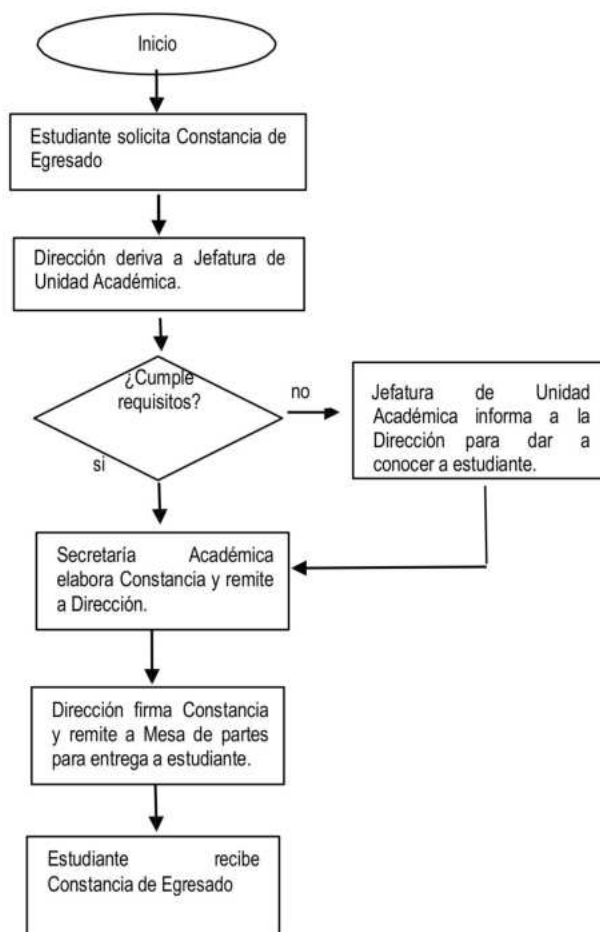 Inicio
Estudiante solicita Constancia de
Egresado
Dirección deriva a Jefatura de
Unidad Académica.
¿Cumple
requisitos?
no
si
Jefatura de Unidad
Académica informa a la
Dirección para dar a
conocer a estudiante.
Secretaría Académica
elabora Constancia y remite
a Dirección.
Dirección firma Constancia
y remite a Mesa de partes
para entrega a estudiante.
Estudiante recibe
Constancia de Egresado